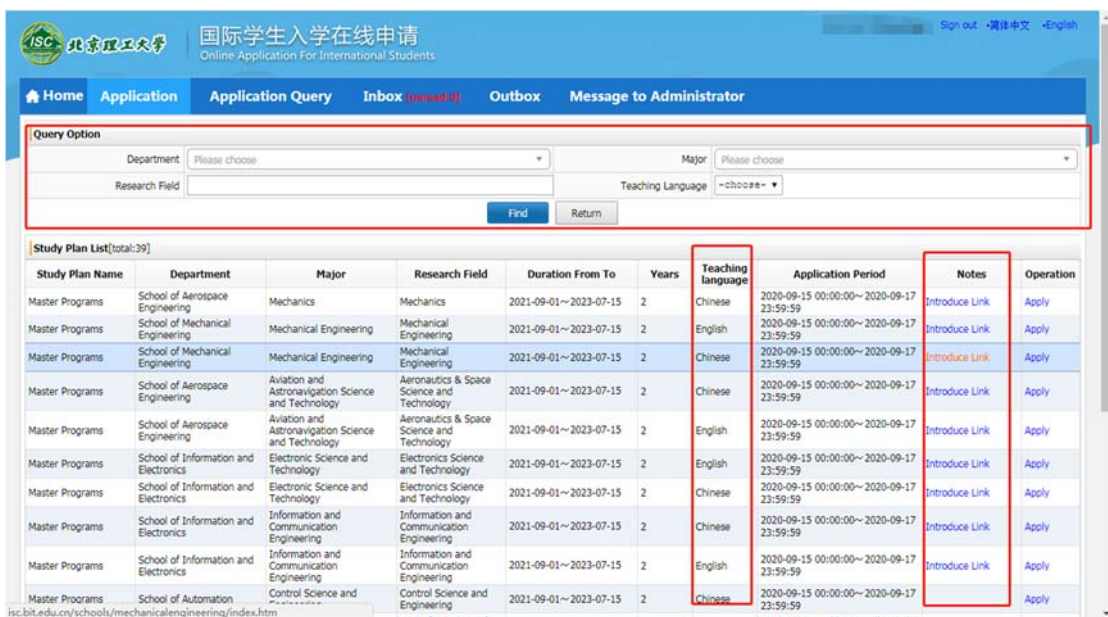 ISC 北京理工大学 国际学生入学在线申请
Online Application For International Students
Sign out •简体中文 •English
Home Application Application Query Inbox [unread:0] Outbox Message to Administrator
Query Option
Department Please choose Major Please choose
Research Field Teaching Language -choose-
Find Return
Study Plan List[total:39]
Study Plan Name Department Major Research Field Duration From To Years Teaching language Application Period Notes Operation
Master Programs School of Aerospace Engineering Mechanics Mechanics 2021-09-01~2023-07-15 2 Chinese 2020-09-15 00:00:00~2020-09-17 23:59:59 Introduce Link Apply
Master Programs School of Mechanical Engineering Mechanical Engineering Mechanical Engineering 2021-09-01~2023-07-15 2 English 2020-09-15 00:00:00~2020-09-17 23:59:59 Introduce Link Apply
Master Programs School of Mechanical Engineering Mechanical Engineering Mechanical Engineering 2021-09-01~2023-07-15 2 Chinese 2020-09-15 00:00:00~2020-09-17 23:59:59 Introduce Link Apply
Master Programs School of Aerospace Engineering Aviation and Astronavigation Science and Technology Aeronautics & Space Science and Technology 2021-09-01~2023-07-15 2 Chinese 2020-09-15 00:00:00~2020-09-17 23:59:59 Introduce Link Apply
Master Programs School of Aerospace Engineering Aviation and Astronavigation Science and Technology Aeronautics & Space Science and Technology 2021-09-01~2023-07-15 2 English 2020-09-15 00:00:00~2020-09-17 23:59:59 Introduce Link Apply
Master Programs School of Information and Electronics Electronic Science and Technology Electronics Science and Technology 2021-09-01~2023-07-15 2 English 2020-09-15 00:00:00~2020-09-17 23:59:59 Introduce Link Apply
Master Programs School of Information and Electronics Electronic Science and Technology Electronics Science and Technology 2021-09-01~2023-07-15 2 Chinese 2020-09-15 00:00:00~2020-09-17 23:59:59 Introduce Link Apply
Master Programs School of Information and Electronics Information and Communication Engineering Information and Communication Engineering 2021-09-01~2023-07-15 2 Chinese 2020-09-15 00:00:00~2020-09-17 23:59:59 Introduce Link Apply
Master Programs School of Information and Electronics Information and Communication Engineering Information and Communication Engineering 2021-09-01~2023-07-15 2 English 2020-09-15 00:00:00~2020-09-17 23:59:59 Introduce Link Apply
Master Programs School of Automation Control Science and Engineering Control Science and Engineering 2021-09-01~2023-07-15 2 Chinese 2020-09-15 00:00:00~2020-09-17 23:59:59 Apply
isc.bit.edu.cn/schools/mechanicalengineering/index.htm